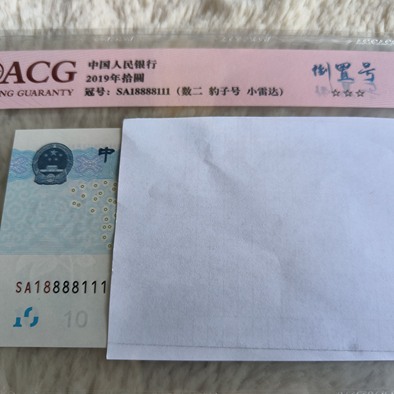 ACG 中国人民银行 倒置号
2019年拾圆
NG GUARANTY 冠号：SA18888111（数二 豹子号 小雷达） ☆☆☆
中
SA18888111
10 10